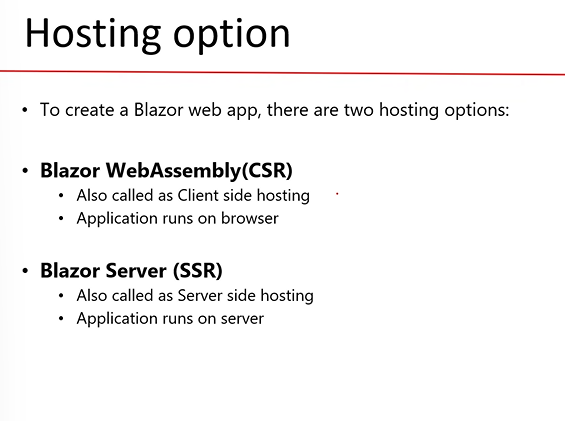 Hosting option
• To create a Blazor web app, there are two hosting options:
• Blazor WebAssembly(CSR)
• Also called as Client side hosting
• Application runs on browser
• Blazor Server (SSR)
• Also called as Server side hosting
• Application runs on server